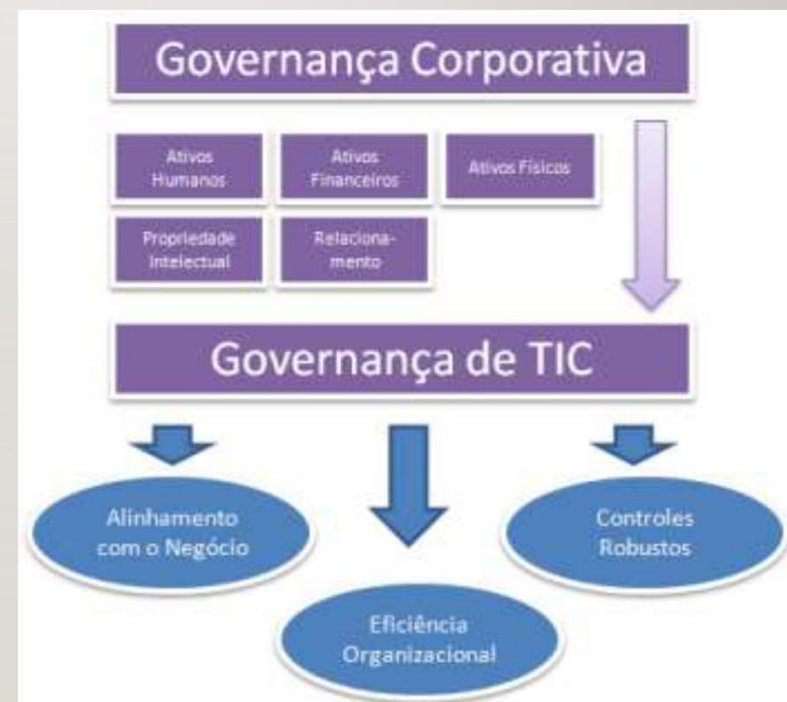 Governança Corporativa
Ativos
Humanos
Ativos
Financeiros
Ativos Físicos
Propriedade
Intelectual
Relaciona-
mento
Governança de TIC
Alinhamento
com o Negócio
Controles
Robustos
Eficiência
Organizacional